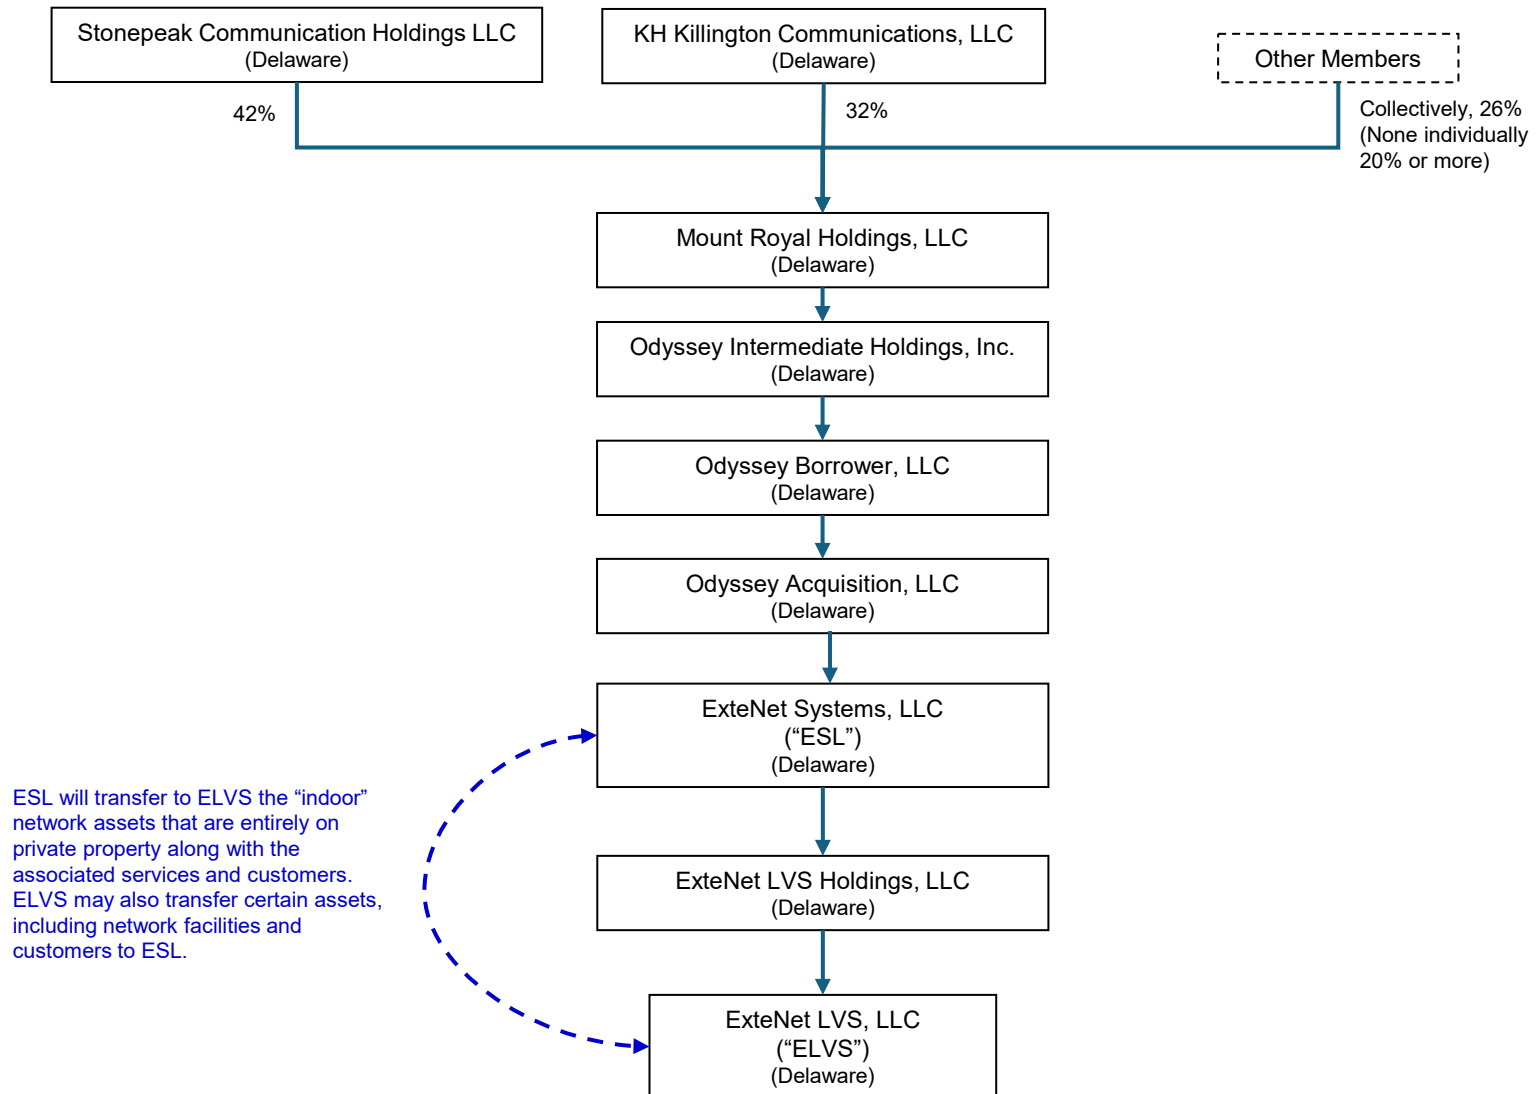 Stonepeak Communication Holdings LLC
(Delaware)
KH Killington Communications, LLC
(Delaware)
Other Members
42%
32%
Collectively, 26%
(None individually
20% or more)
Mount Royal Holdings, LLC
(Delaware)
Odyssey Intermediate Holdings, Inc.
(Delaware)
Odyssey Borrower, LLC
(Delaware)
Odyssey Acquisition, LLC
(Delaware)
ExteNet Systems, LLC
(“ESL”)
(Delaware)
ESL will transfer to ELVS the “indoor”
network assets that are entirely on
private property along with the
associated services and customers.
ELVS may also transfer certain assets,
including network facilities and
customers to ESL.
ExteNet LVS Holdings, LLC
(Delaware)
ExteNet LVS, LLC
(“ELVS”)
(Delaware)